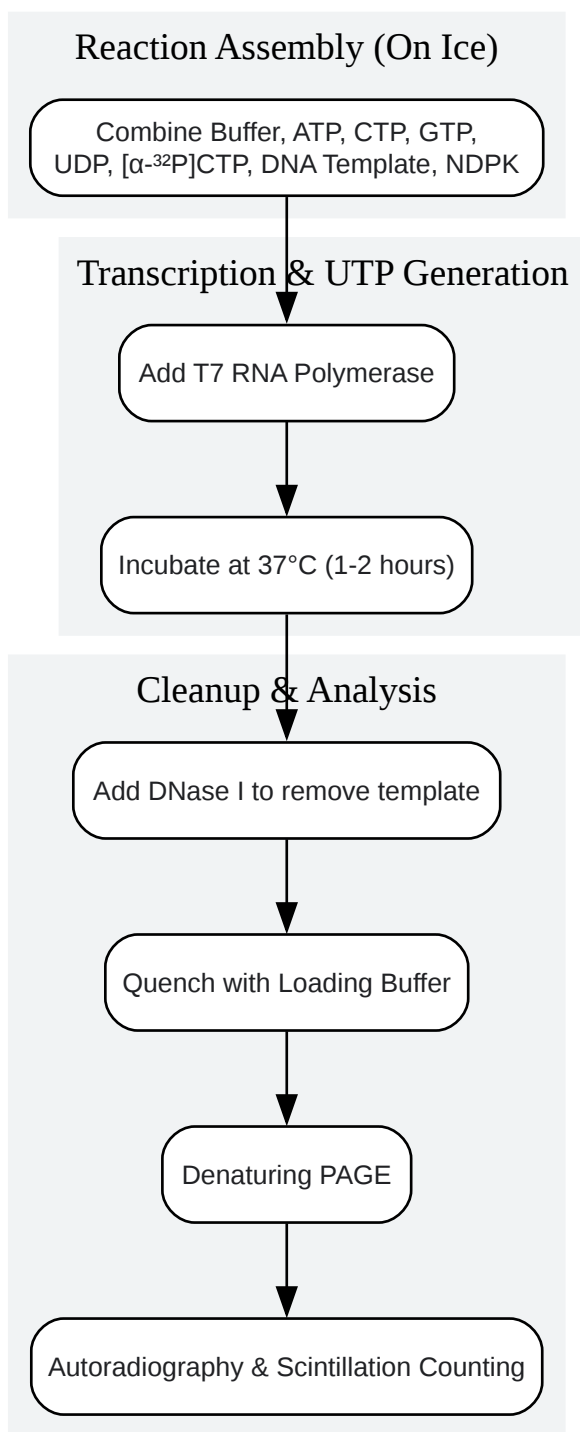 Reaction Assembly (On Ice)
Combine Buffer, ATP, CTP, GTP,
UDP, [α-³²P]CTP, DNA Template, NDPK
Transcription & UTP Generation
Add T7 RNA Polymerase
Incubate at 37°C (1-2 hours)
Cleanup & Analysis
Add DNase I to remove template
Quench with Loading Buffer
Denaturing PAGE
Autoradiography & Scintillation Counting